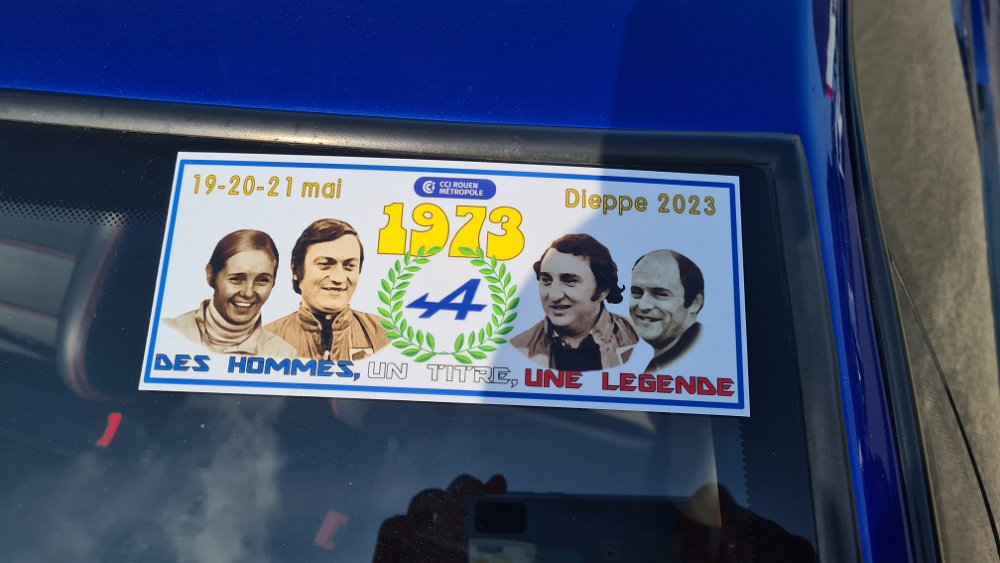 19-20-21 mai
CCI ROUEN
MÉTROPOLE
Dieppe 2023
1973
DES HOMMES, UN TITRE, UNE LEGENDE